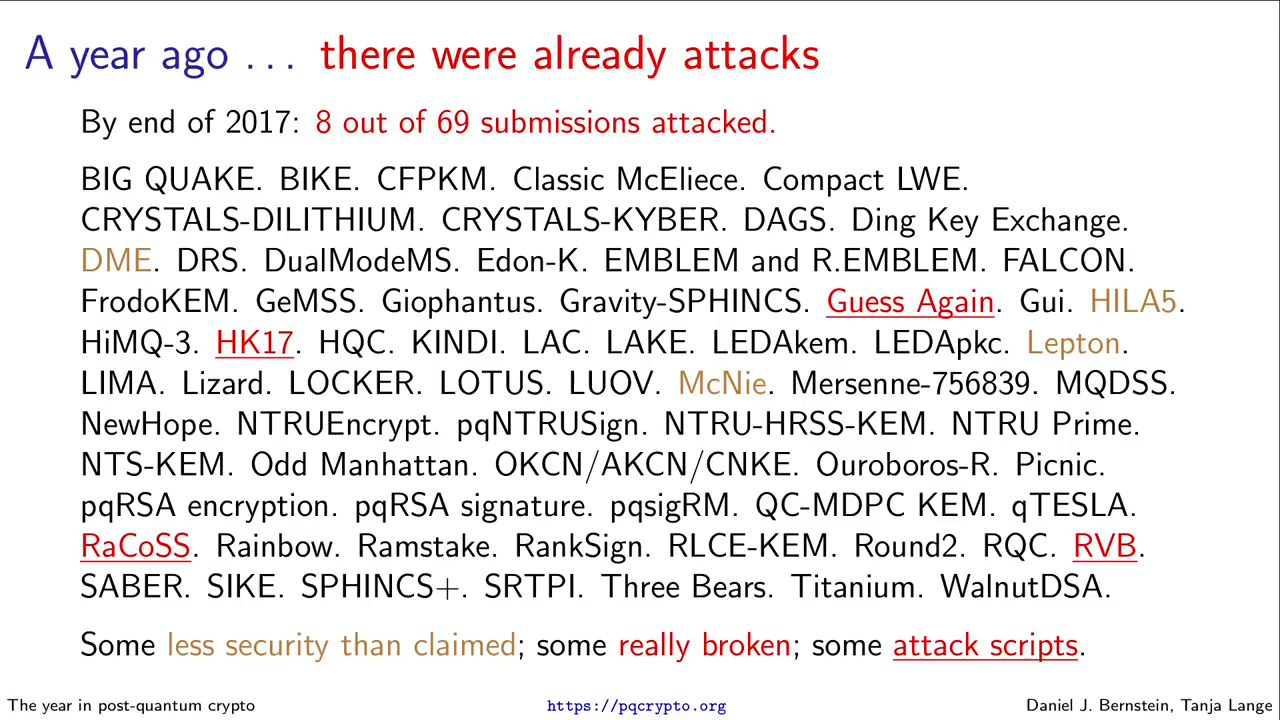 A year ago ... there were already attacks
By end of 2017: 8 out of 69 submissions attacked.
BIG QUAKE. BIKE. CFPKM. Classic McEliece. Compact LWE.
CRYSTALS-DILITHIUM. CRYSTALS-KYBER. DAGS. Ding Key Exchange.
DME. DRS. DualModeMS. Edon-K. EMBLEM and R.EMBLEM. FALCON.
FrodoKEM. GeMSS. Giophantus. Gravity-SPHINCS. Guess Again. Gui. HILA5.
HiMQ-3. HK17. HQC. KINDI. LAC. LAKE. LEDAkem. LEDApkc. Lepton.
LIMA. Lizard. LOCKER. LOTUS. LUOV. McNie. Mersenne-756839. MQDSS.
NewHope. NTRUEncrypt. pqNTRUSign. NTRU-HRSS-KEM. NTRU Prime.
NTS-KEM. Odd Manhattan. OKCN/AKCN/CNKE. Ouroboros-R. Picnic.
pqRSA encryption. pqRSA signature. pqsigRM. QC-MDPC KEM. qTESLA.
RaCoSS. Rainbow. Ramstake. RankSign. RLCE-KEM. Round2. RQC. RVB.
SABER. SIKE. SPHINCS+. SRTPI. Three Bears. Titanium. WalnutDSA.
Some less security than claimed; some really broken; some attack scripts.
The year in post-quantum crypto https://pqcrypto.org Daniel J. Bernstein, Tanja Lange